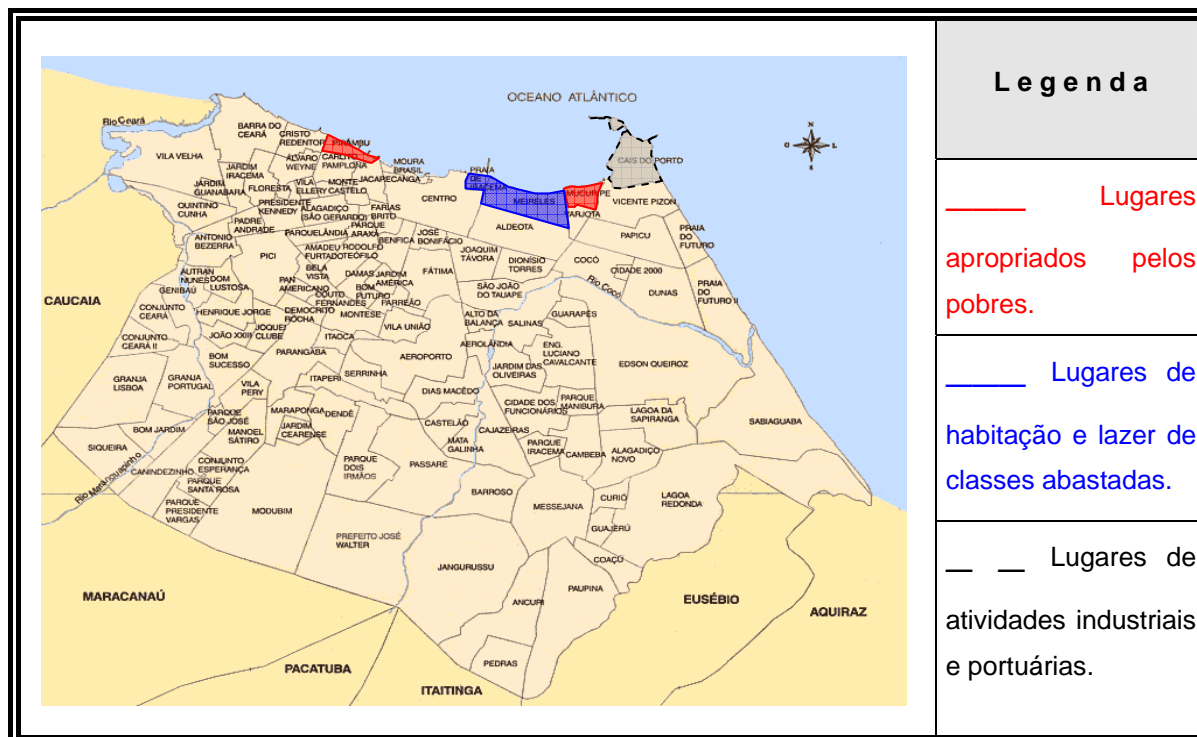 OCEANO ATLÂNTICO
Rio Ceará
BARRA DO
CEARÁ
CRISTO
REDENTOR
PIRAMBU
CAIS DO PORTO
O
L
VILA VELHA
ÁLVARO
WEYNE
CARLITO
PAMPLONA
MOURA
BRASIL
JACARECANGA
PRAIA
DE
IRACEMA
MUCURIPE
JARDIM
IRACEMA
JARDIM
GUANABARA
FLORESTA
VILA
ELLERY
MONTE
CASTELO
CENTRO
MEIRELES
VICENTE PIZON
VARJOTA
QUINTINO
CUNHA
PRESIDENTE
KENNEDY
ALAGADIÇO
(SÃO GERARDO)
FARIAS
BRITO
ALDEOTA
PADRE
ANDRADE
PARQUELÂNDIA
PARQUE
ARAXÁ
BENFICA
JOSÉ
BONIFÁCIO
PAPICU
PRAIA
DO
FUTURO
ANTONIO
BEZERRA
PICI
AMADEU
FURTADO
RODOLFO
TEÓFILO
JOAQUIM
TÁVORA
DIONÍSIO
TORRES
COCÓ
CIDADE 2000
AUTRAN
NUNES
DOM
LUSTOSA
PAN
AMERICANO
BELA
VISTA
DAMAS
JARDIM
AMÉRICA
FÁTIMA
SÃO JOÃO
DO TAUAPE
Rio Cocó
DUNAS
PRAIA
DO
FUTURO II
GENIBAÚ
COUTO
FERNANDES
BOM
FUTURO
PARREÃO
CAUCAIA
CONJUNTO
CEARÁ
HENRIQUE JORGE
DEMOCRITO
ROCHA
MONTESE
VILA UNIÃO
ALTO DA
BALANÇA
SALINAS
GUARAPES
CONJUNTO
CEARÁ II
JOÃO XXIII
JOQUEI
CLUBE
ITAOCA
AEROLÂNDIA
ENG.
LUCIANO
CAVALCANTE
BOM
SUCESSO
PARANGABA
AEROPORTO
JARDIM DAS
OLIVEIRAS
EDSON QUEIROZ
GRANJA
LISBOA
GRANJA
PORTUGAL
VILA
PERY
ITAPERI
SERRINHA
DIAS MACÊDO
CIDADE DOS
FUNCIONÁRIOS
PARQUE
MANIBURA
PARQUE
SÃO JOSÉ
MARAPONGA
DENDÊ
CASTELÃO
LAGOA DA
SAPIRANGA
SABIAGUABA
BOM JARDIM
MANOEL
SÁTIRO
JARDIM
CEARENSE
CAJAZEIRAS
MATA
GALINHA
PARQUE
IRACEMA
CAMBEBA
ALAGADIÇO
NOVO
SIQUEIRA
CANINDEZINHO
CONJUNTO
ESPERANÇA
PARQUE
DOIS
IRMÃOS
PASSARÉ
Rio Maranguapinho
PARQUE
SANTA ROSA
BARROSO
CURIÓ
LAGOA
REDONDA
PARQUE
PRESIDENTE
VARGAS
MODUBIM
MESSEJANA
GUAJERÚ
PREFEITO JOSÉ
WALTER
JANGURUSSU
COAÇÚ
MARACANAÚ
PAUPINA
EUSÉBIO
ANCURI
AQUIRAZ
PACATUBA
PEDRAS
ITAITINGA
Legenda
______ Lugares
apropriados pelos
pobres.
______ Lugares de
habitação e lazer de
classes abastadas.
__ __ Lugares de
atividades industriais
e portuárias.